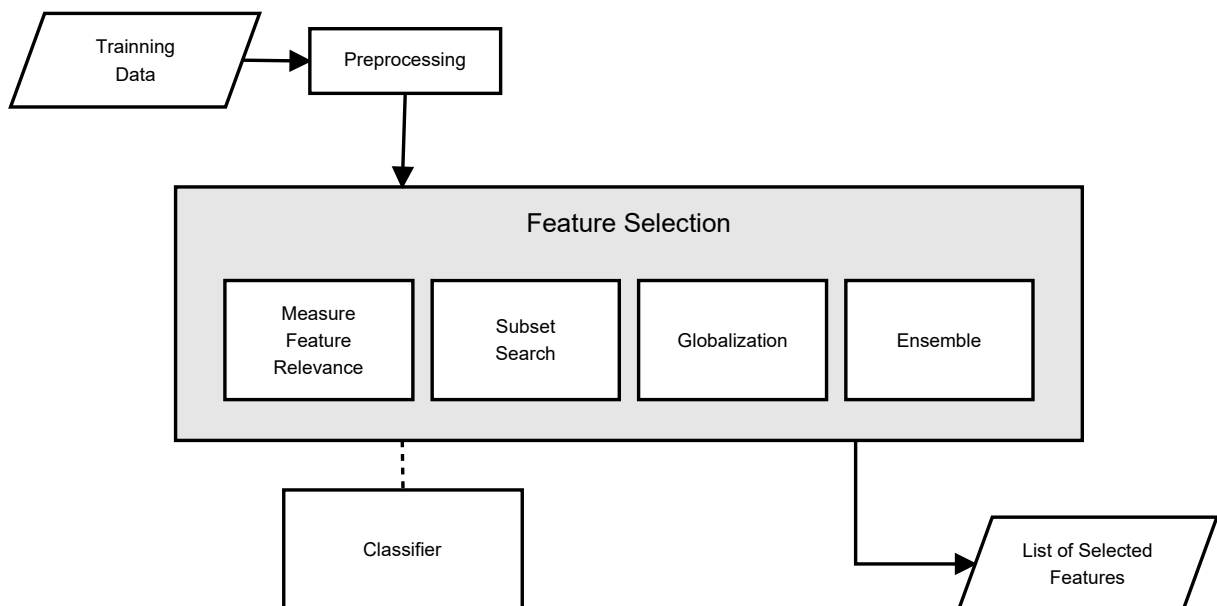 Trainning
Data
Preprocessing
Feature Selection
Measure
Feature
Relevance
Subset
Search
Globalization
Ensemble
Classifier
List of Selected
Features